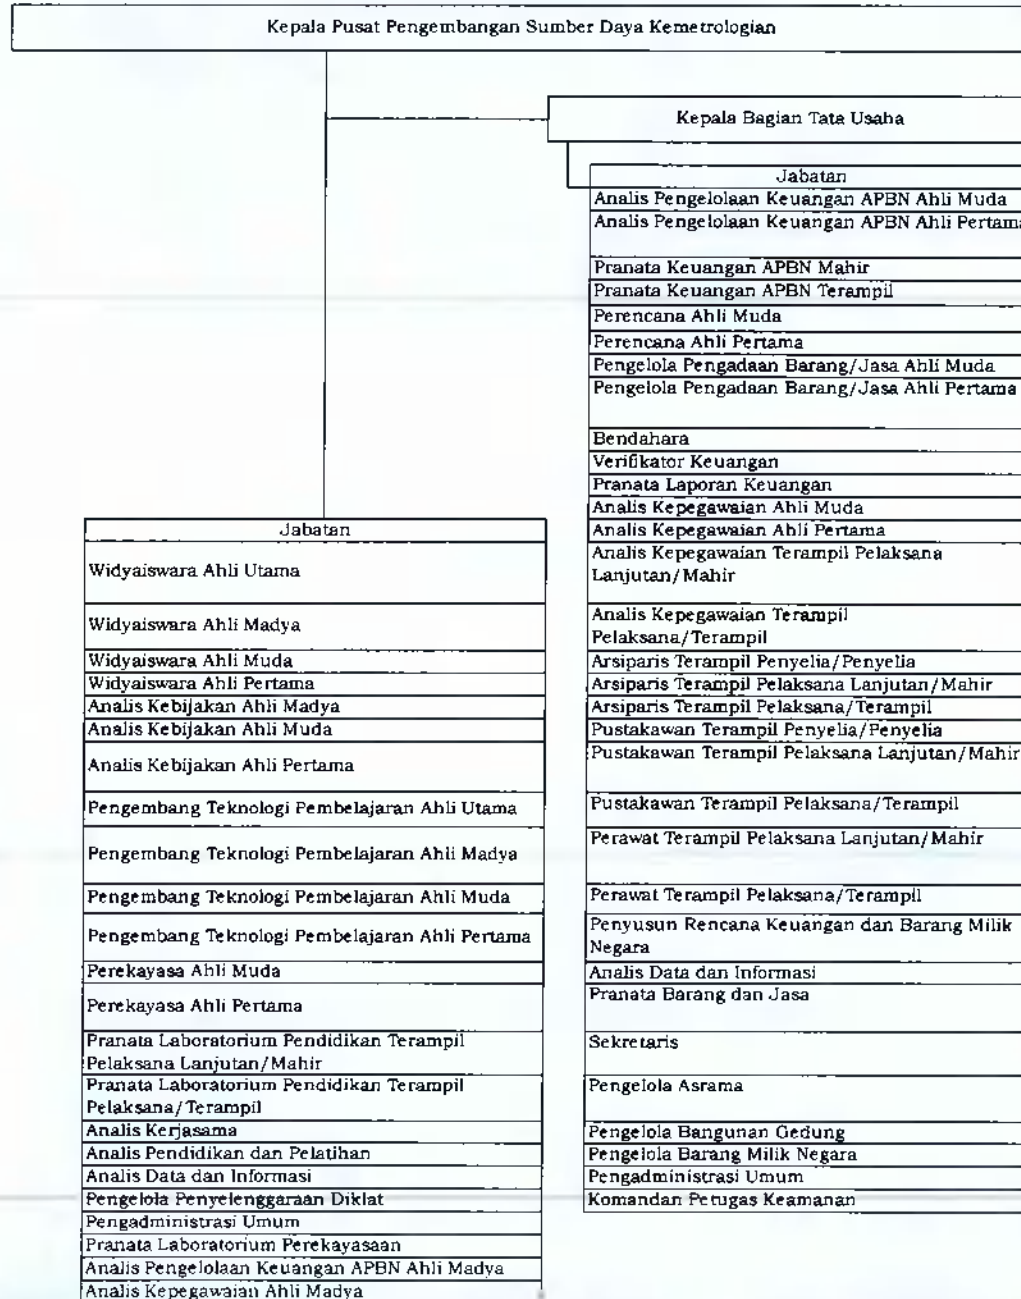 Kepala Pusat Pengembangan Sumber Daya Kemetrologian
Kepala Bagian Tata Usaha
Jabatan
Analis Pengelolaan Keuangan APBN Ahli Muda
Analis Pengelolaan Keuangan APBN Ahli Pertama
Pranata Keuangan APBN Mahir
Pranata Keuangan APBN Terampil
Perencana Ahli Muda
Perencana Ahli Pertama
Pengelola Pengadaan Barang/Jasa Ahli Muda
Pengelola Pengadaan Barang/Jasa Ahli Pertama
Bendahara
Verifikator Keuangan
Pranata Laporan Keuangan
Analis Kepegawaian Ahli Muda
Analis Kepegawaian Ahli Pertama
Analis Kepegawaian Terampil Pelaksana
Lanjutan/Mahir
Analis Kepegawaian Terampil
Pelaksana/Terampil
Arsiparis Terampil Penyelia/Penyelia
Arsiparis Terampil Pelaksana Lanjutan/Mahir
Arsiparis Terampil Pelaksana/Terampil
Pustakawan Terampil Penyelia/Penyelia
Pustakawan Terampil Pelaksana Lanjutan/Mahir
Pustakawan Terampil Pelaksana/Terampil
Perawat Terampil Pelaksana Lanjutan/Mahir
Perawat Terampil Pelaksana/Terampil
Penyusun Rencana Keuangan dan Barang Milik
Negara
Analis Data dan Informasi
Pranata Barang dan Jasa
Sekretaris
Pengelola Asrama
Pengelola Bangunan Gedung
Pengelola Barang Milik Negara
Pengadministrasi Umum
Komandan Petugas Keamanan
Jabatan
Widyaiswara Ahli Utama
Widyaiswara Ahli Madya
Widyaiswara Ahli Muda
Widyaiswara Ahli Pertama
Analis Kebijakan Ahli Madya
Analis Kebijakan Ahli Muda
Analis Kebijakan Ahli Pertama
Pengembang Teknologi Pembelajaran Ahli Utama
Pengembang Teknologi Pembelajaran Ahli Madya
Pengembang Teknologi Pembelajaran Ahli Muda
Pengembang Teknologi Pembelajaran Ahli Pertama
Perekayasa Ahli Muda
Perekayasa Ahli Pertama
Pranata Laboratorium Pendidikan Terampil
Pelaksana Lanjutan/Mahir
Pranata Laboratorium Pendidikan Terampil
Pelaksana/Terampil
Analis Kerjasama
Analis Pendidikan dan Pelatihan
Analis Data dan Informasi
Pengelola Penyelenggaraan Diklat
Pengadministrasi Umum
Pranata Laboratorium Perekayasaan
Analis Pengelolaan Keuangan APBN Ahli Madya
Analis Kepegawaian Ahli Madya